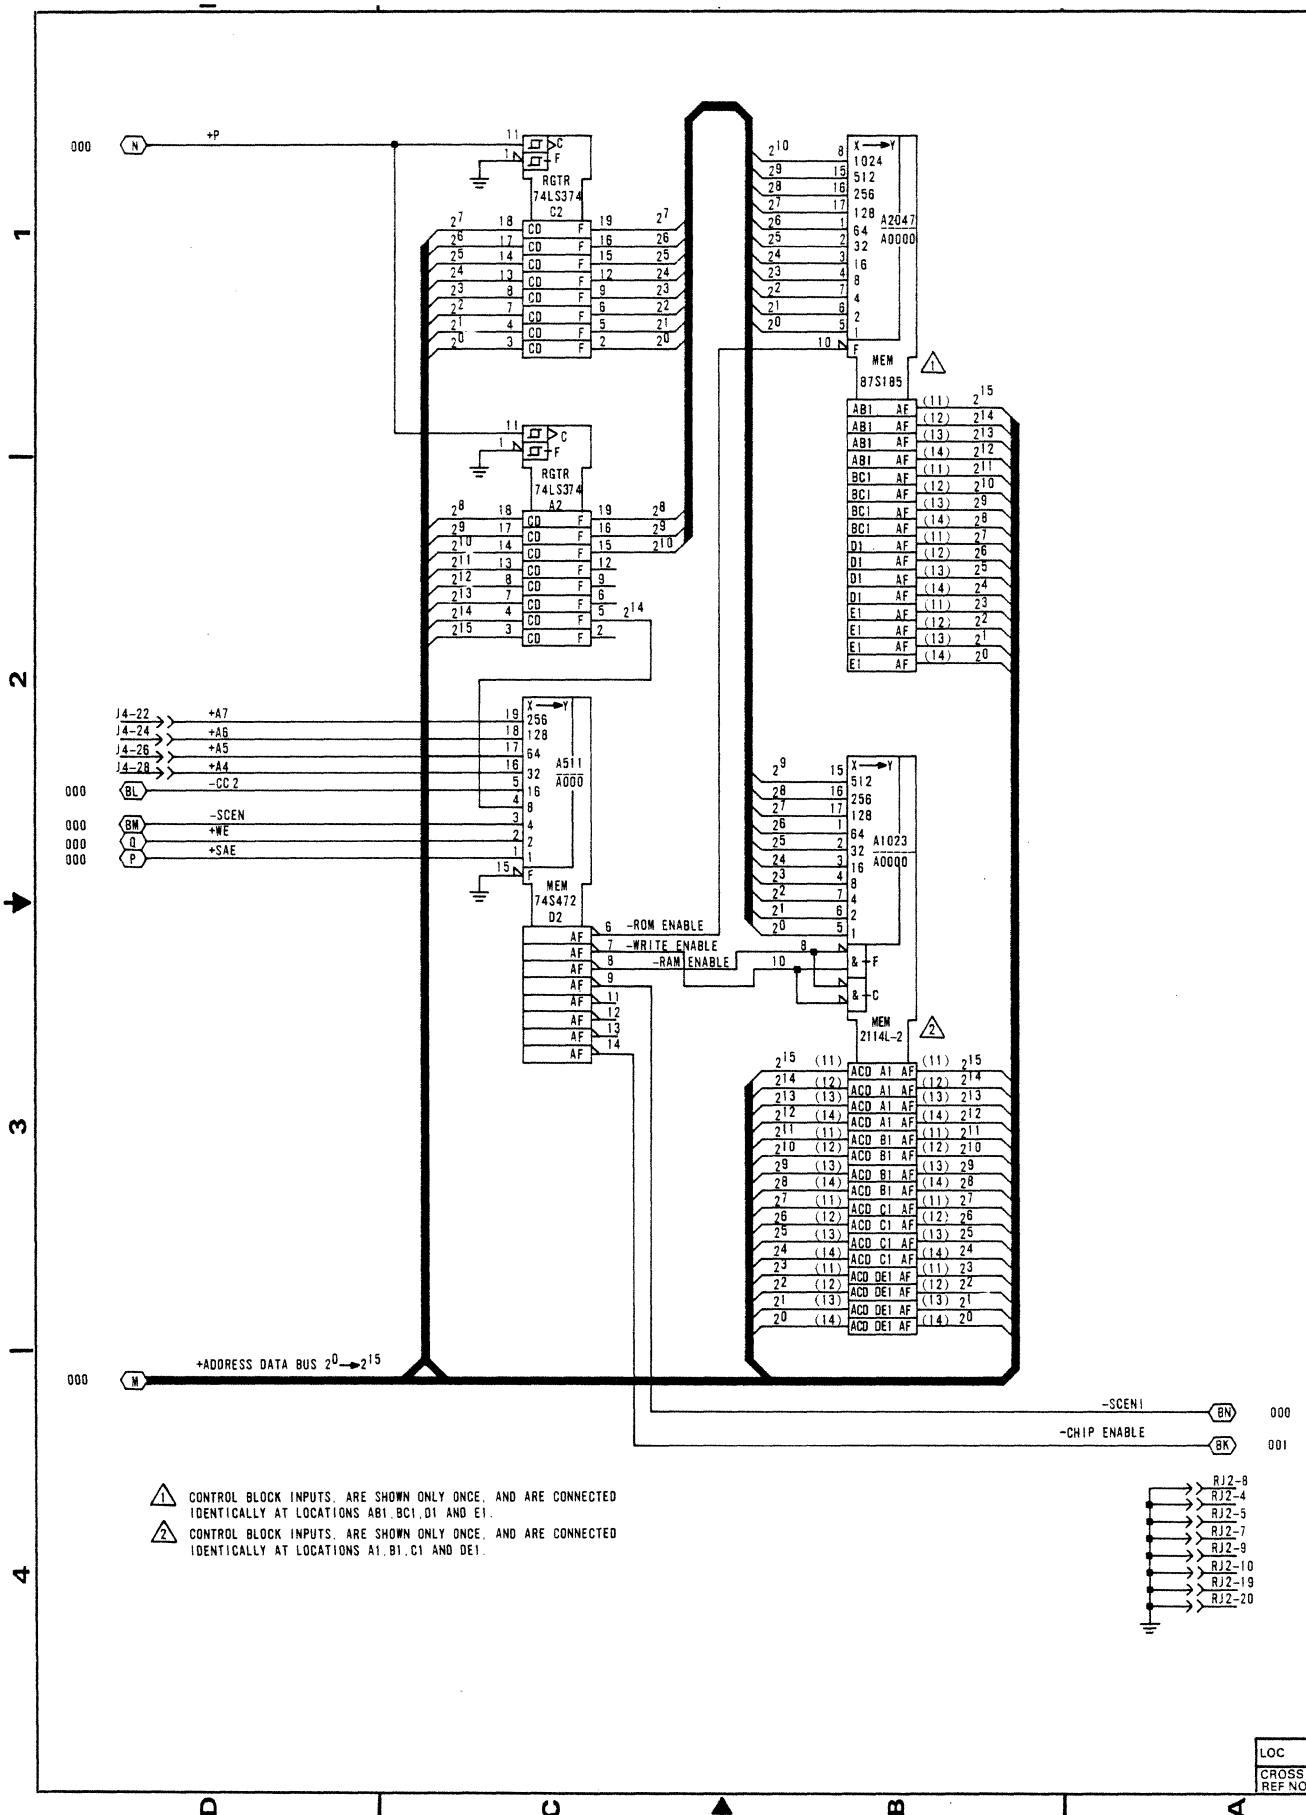 000 N +P
11 C
1 F
RGTR
74LS374
C2
2^7 18 CD F 19 2^7
2^6 17 CD F 16 2^6
2^5 14 CD F 15 2^5
2^4 13 CD F 12 2^4
2^3 8 CD F 9 2^3
2^2 7 CD F 6 2^2
2^1 4 CD F 5 2^1
2^0 3 CD F 2 2^0
11 C
1 F
RGTR
74LS374
A2
2^8 18 CD F 19 2^8
2^9 17 CD F 16 2^9
2^10 14 CD F 15 2^10
2^11 13 CD F 12
2^12 8 CD F 9
2^13 7 CD F 6
2^14 4 CD F 5 2^14
2^15 3 CD F 2
X → Y
2^10 8 1024
2^9 15 512
2^8 16 256
2^7 17 128
2^6 1 64
2^5 2 32
2^4 3 16
2^3 4 8
2^2 7 4
2^1 6 2
2^0 5 1
A2047
A0000
10 F
MEM
87S185
1
AB1 AF (11) 2^15
AB1 AF (12) 2^14
AB1 AF (13) 2^13
AB1 AF (14) 2^12
BC1 AF (11) 2^11
BC1 AF (12) 2^10
BC1 AF (13) 2^9
BC1 AF (14) 2^8
D1 AF (11) 2^7
D1 AF (12) 2^6
D1 AF (13) 2^5
D1 AF (14) 2^4
E1 AF (11) 2^3
E1 AF (12) 2^2
E1 AF (13) 2^1
E1 AF (14) 2^0
X → Y
J4-22 +A7 19 256
J4-24 +A6 18 128
J4-26 +A5 17 64
J4-28 +A4 16 32
000 BL -CC2 5 16
4 8
000 BM -SCEN 3 4
000 Q +WE 2 2
000 P +SAE 1 1
A511
A000
15 F
MEM
74S472
D2
AF 6 -ROM ENABLE
AF 7 -WRITE ENABLE
AF 8 -RAM ENABLE
AF 9
AF 11
AF 12
AF 13
AF 14
X → Y
2^9 15 512
2^8 16 256
2^7 17 128
2^6 1 64
2^5 2 32
2^4 3 16
2^3 4 8
2^2 7 4
2^1 6 2
2^0 5 1
A1023
A0000
8 & F
10
& C
MEM
2114L-2
2
2^15 (11) ACD A1 AF (11) 2^15
2^14 (12) ACD A1 AF (12) 2^14
2^13 (13) ACD A1 AF (13) 2^13
2^12 (14) ACD A1 AF (14) 2^12
2^11 (11) ACD B1 AF (11) 2^11
2^10 (12) ACD B1 AF (12) 2^10
2^9 (13) ACD B1 AF (13) 2^9
2^8 (14) ACD B1 AF (14) 2^8
2^7 (11) ACD C1 AF (11) 2^7
2^6 (12) ACD C1 AF (12) 2^6
2^5 (13) ACD C1 AF (13) 2^5
2^4 (14) ACD C1 AF (14) 2^4
2^3 (11) ACD DE1 AF (11) 2^3
2^2 (12) ACD DE1 AF (12) 2^2
2^1 (13) ACD DE1 AF (13) 2^1
2^0 (14) ACD DE1 AF (14) 2^0
000 M +ADDRESS DATA BUS 2^0→2^15
-SCEN1 BN 000
-CHIP ENABLE BK 001
1 CONTROL BLOCK INPUTS, ARE SHOWN ONLY ONCE, AND ARE CONNECTED
IDENTICALLY AT LOCATIONS AB1,BC1,D1 AND E1.
2 CONTROL BLOCK INPUTS, ARE SHOWN ONLY ONCE, AND ARE CONNECTED
IDENTICALLY AT LOCATIONS A1,B1,C1 AND DE1.
RJ2-8
RJ2-4
RJ2-5
RJ2-7
RJ2-9
RJ2-10
RJ2-19
RJ2-20
LOC
CROSS
REF NO
1
2
3
4
D
C
B
A